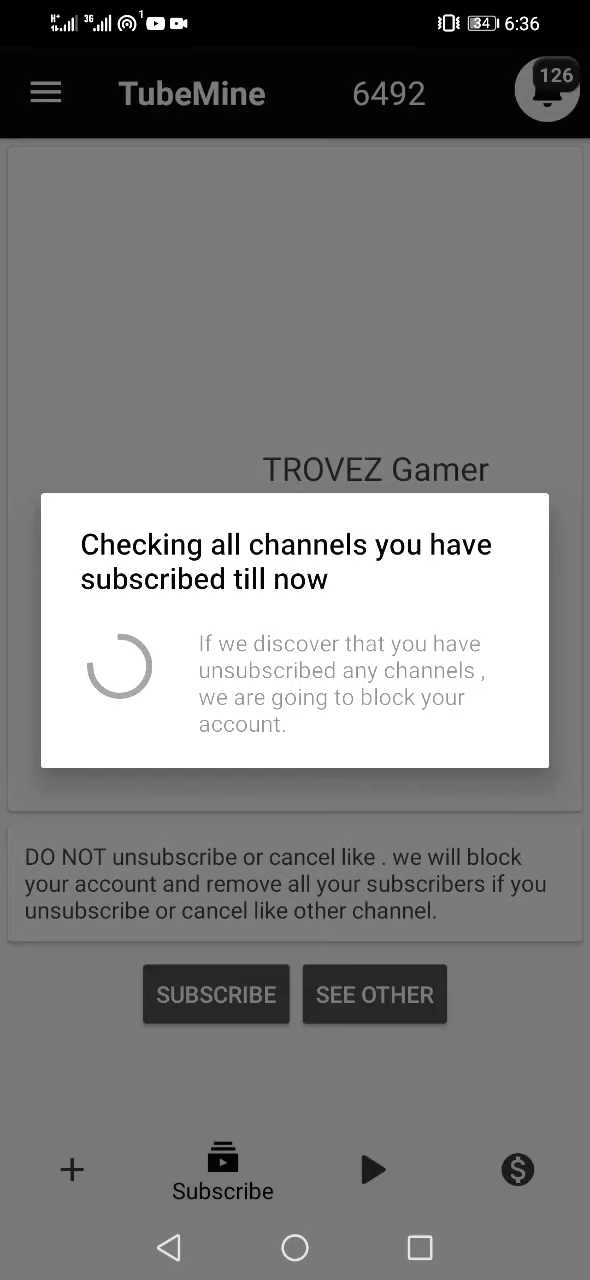 H+ 3G 1 34 6:36
TubeMine 6492 126
TROVEZ Gamer
Checking all channels you have
subscribed till now
If we discover that you have
unsubscribed any channels ,
we are going to block your
account.
DO NOT unsubscribe or cancel like . we will block
your account and remove all your subscribers if you
unsubscribe or cancel like other channel.
SUBSCRIBE SEE OTHER
Subscribe